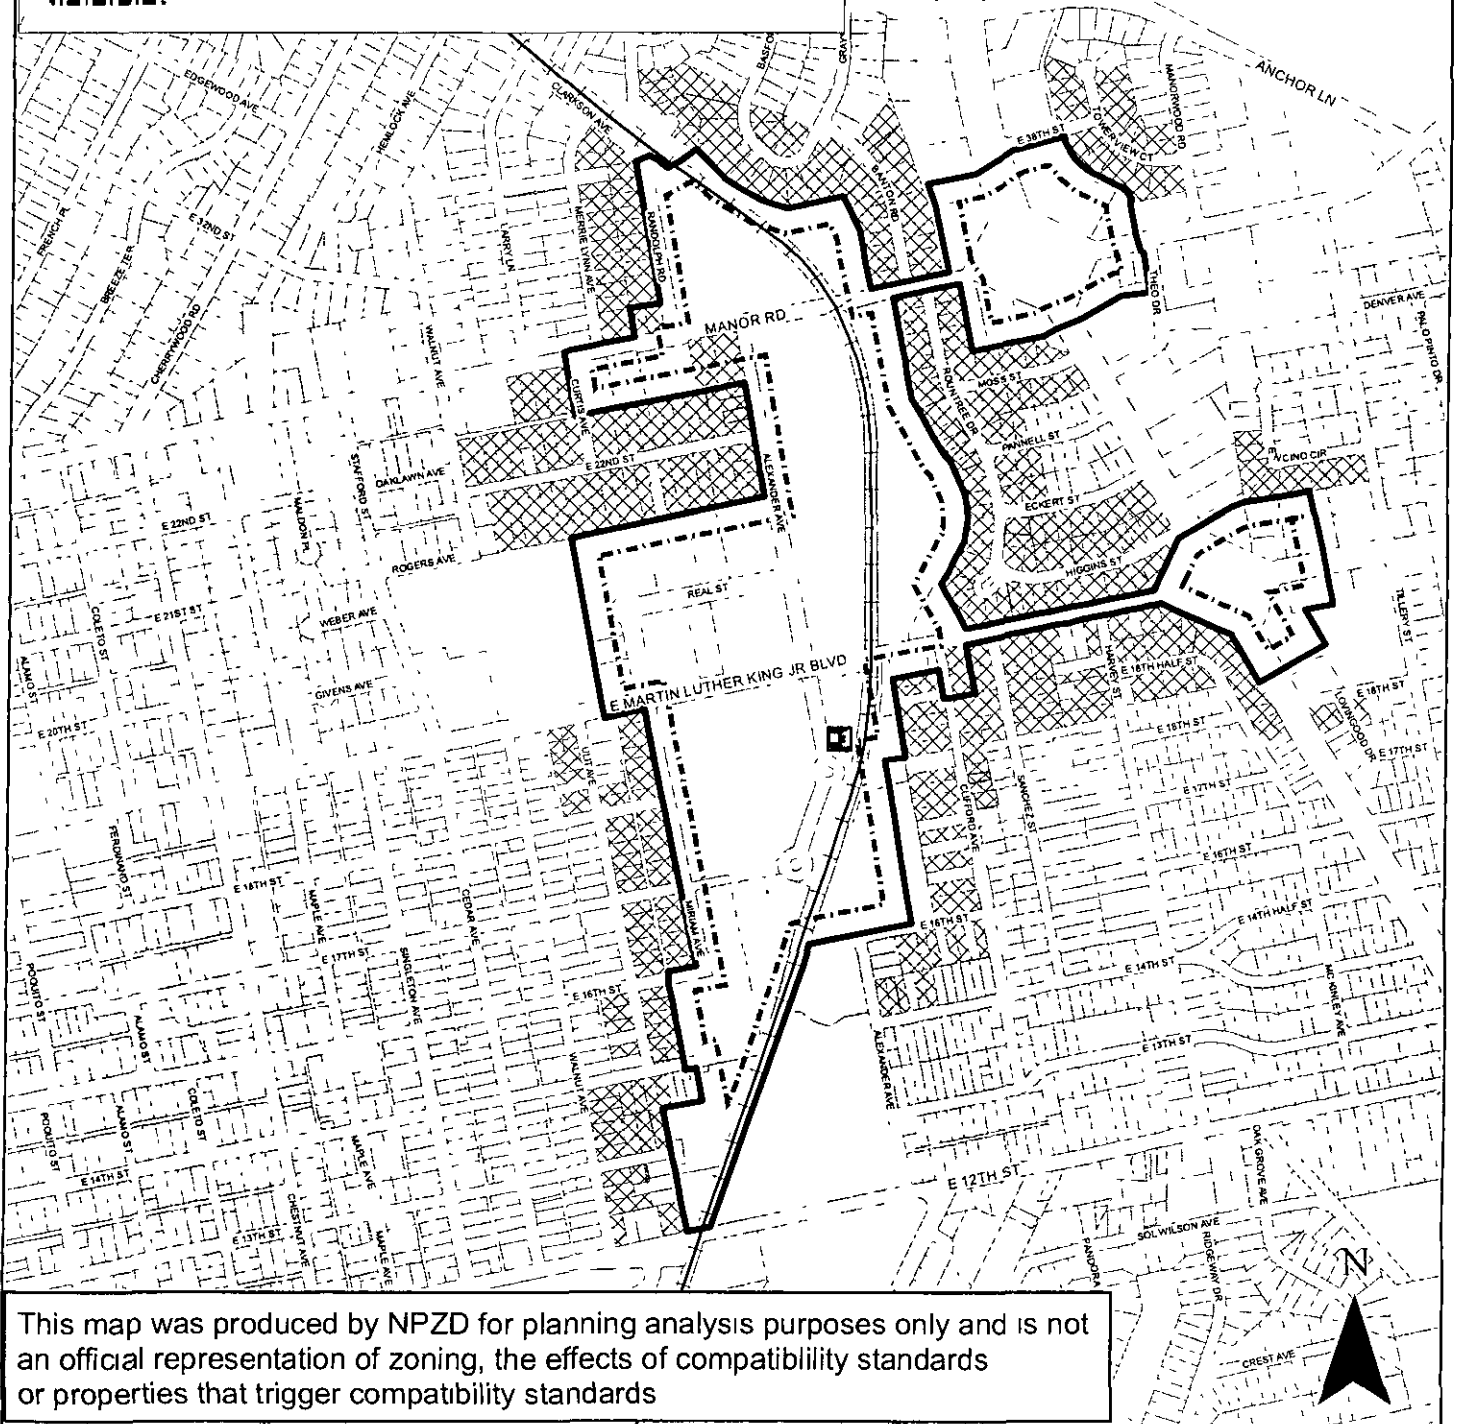 BASFO
GRAY
ANCHOR LN
EDGEWOOD AVE
HEMLOCK AVE
CLARKSON AVE
MANORWOOD RD
TOWERVIEW CT
E 38TH ST
BANTON RD
FRENCH PL
E 32ND ST
BREEZE TER
CHERRYWOOD RD
LARRY LN
MERRIE LYNN AVE
RANDOLPH RD
THEO DR
DENVER AVE
PALO PINTO DR
MANOR RD
WALNUT AVE
CURTIS AVE
ROUNTREE DR
MOSS ST
PANNELL ST
ENCINO CIR
STAFFORD ST
OAKLAWN AVE
E 22ND ST
ALEXANDER AVE
ECKERT ST
E 22ND ST
MALDON PL
ROGERS AVE
HIGGINS ST
REAL ST
TILLERY ST
E 21ST ST
COLETO ST
WEBER AVE
ALAMO ST
GIVENS AVE
E MARTIN LUTHER KING JR BLVD
HARVEY ST
E 18TH HALF ST
E 18TH ST
LOVINGOOD DR
E 20TH ST
E 18TH ST
E 17TH ST
E 17TH ST
CLIFFORD AVE
SANCHEZ ST
FERDINAND ST
E 16TH ST
E 18TH ST
MAPLE AVE
CEDAR AVE
MIRIAM AVE
E 16TH ST
E 14TH HALF ST
E 17TH ST
SINGLETON AVE
E 14TH ST
MC KINLEY AVE
POQUITO ST
E 16TH ST
ALAMO ST
WALNUT AVE
ALEXANDER AVE
E 13TH ST
POQUITO ST
ALAMO ST
COLETO ST
MAPLE AVE
E 14TH ST
E 12TH ST
OAK GROVE AVE
CHESTNUT AVE
E 13TH ST
MAPLE AVE
SOL WILSON AVE
PANDORA
RIDGEWAY DR
N
CREST AVE
This map was produced by NPZD for planning analysis purposes only and is not
an official representation of zoning, the effects of compatiblility standards
or properties that trigger compatibility standards